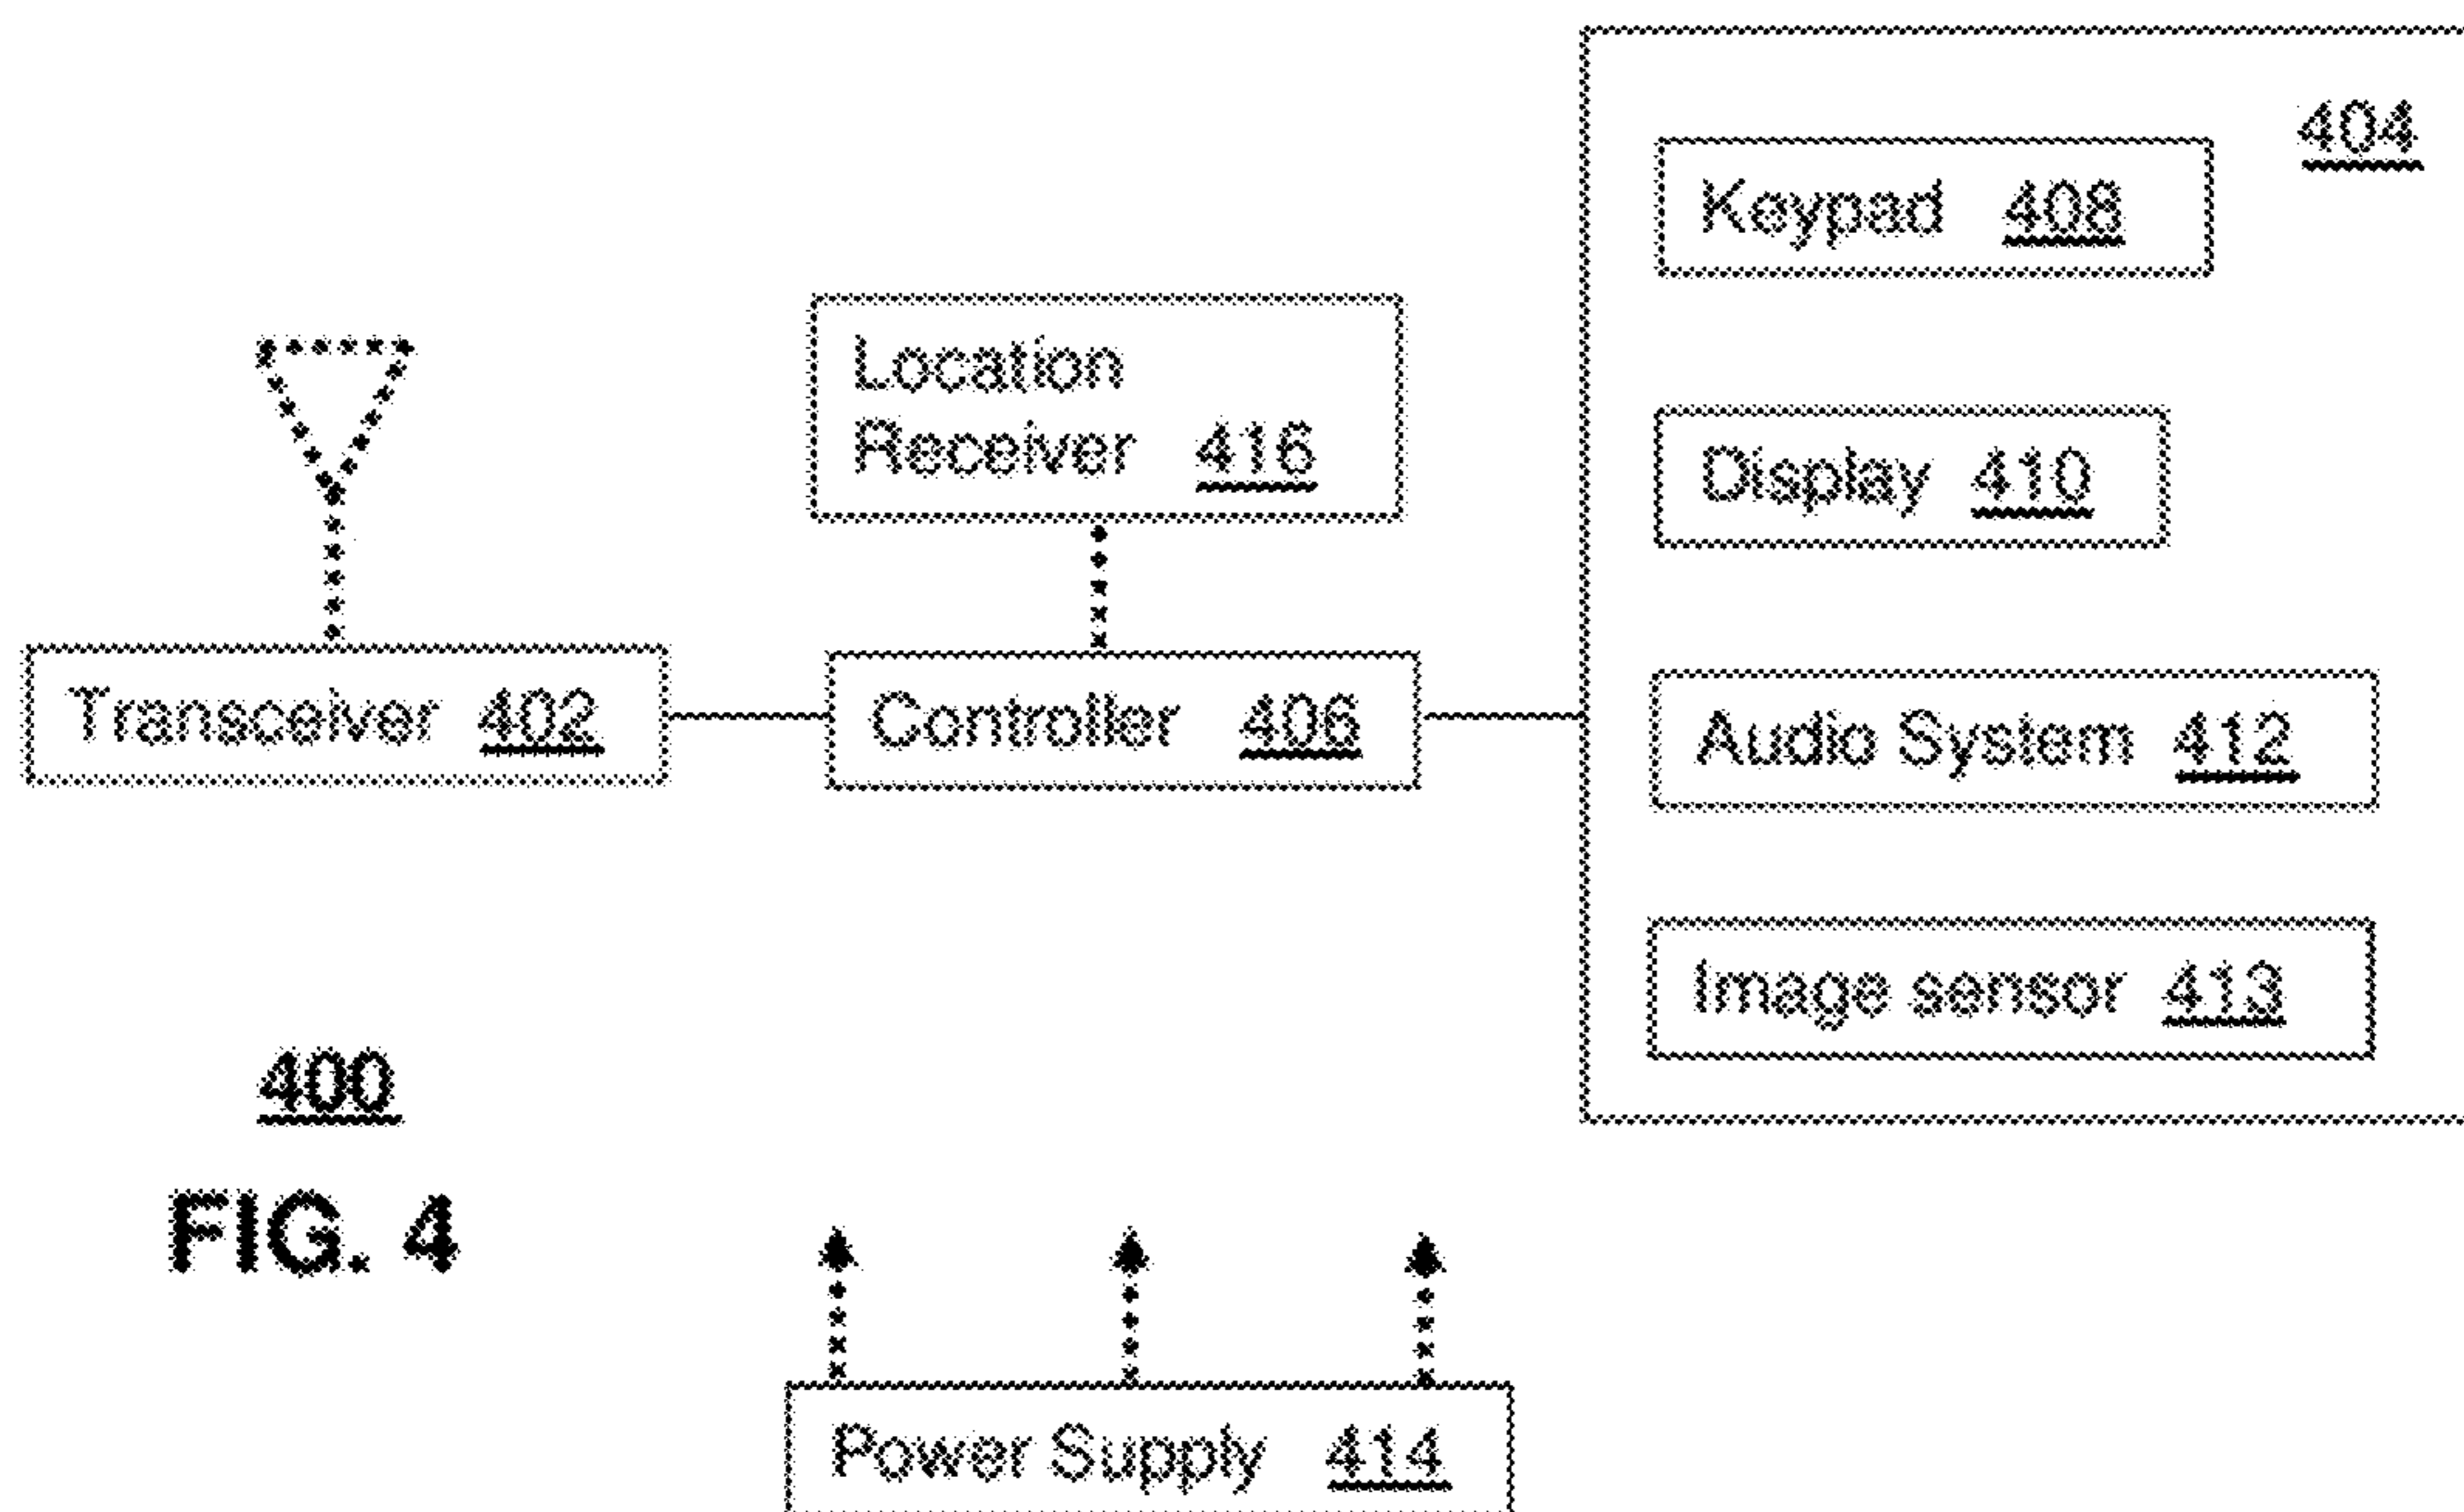 404
Keypad 408
Location
Receiver 416
Display 410
Transceiver 402
Controller 406
Audio System 412
Image sensor 413
400
FIG. 4
Power Supply 414